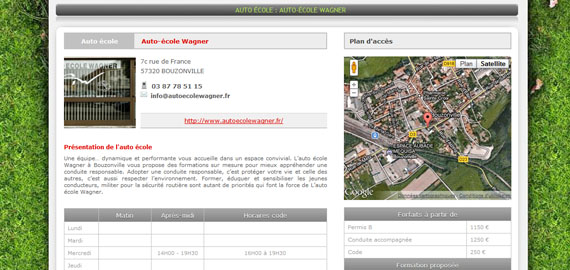 AUTO ÉCOLE : AUTO-ÉCOLE WAGNER
Auto école
Auto-école Wagner
ECOLE WAGNER
7c rue de France
57320 BOUZONVILLE
03 87 78 51 15
info@autoecolewagner.fr
http://www.autoecolewagner.fr/
Présentation de l'auto école
Une équipe dynamique et performante vous accueille dans un espace convivial. L'auto école
Wagner à Bouzonville vous propose des formations sur mesure pour mieux appréhender une
conduite responsable. Adopter une conduite responsable, c'est protéger votre vie et celle des
autres, c'est aussi respecter l'environnement. Former, éduquer et sensibiliser les jeunes
conducteurs, militer pour la sécurité routière sont autant de priorités qui font la force de L'auto
école Wagner.
Matin Après-midi Horaires code
Lundi
Mardi
Mercredi 14H00 - 19H30 16H00 à 19H30
Jeudi
Plan d'accès
D918
Plan Satellite
Bouzonville
ESPACE AUBADE
Google
Forfaits à partir de
Permis B 1150 €
Conduite accompagnée 1250 €
Code 250 €
Formation proposée